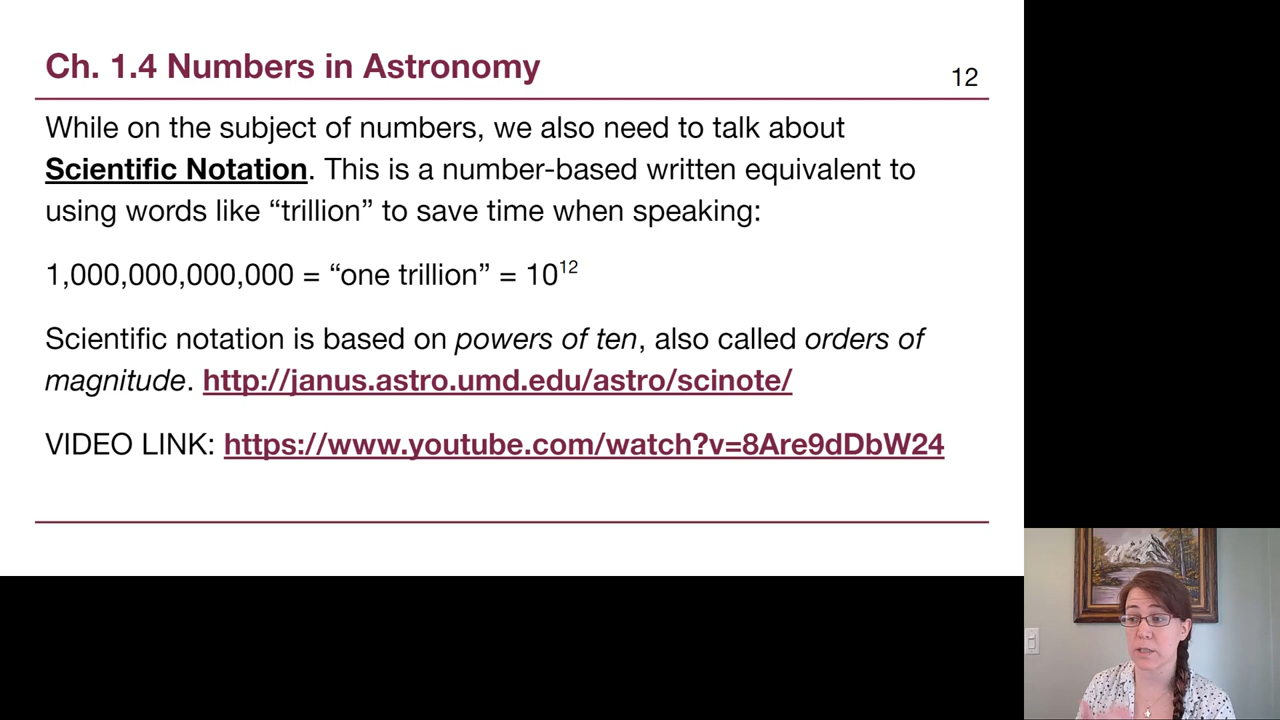 Ch. 1.4 Numbers in Astronomy
12
While on the subject of numbers, we also need to talk about
Scientific Notation. This is a number-based written equivalent to
using words like “trillion” to save time when speaking:
1,000,000,000,000 = “one trillion” = 10¹²
Scientific notation is based on powers of ten, also called orders of
magnitude. http://janus.astro.umd.edu/astro/scinote/
VIDEO LINK: https://www.youtube.com/watch?v=8Are9dDbW24